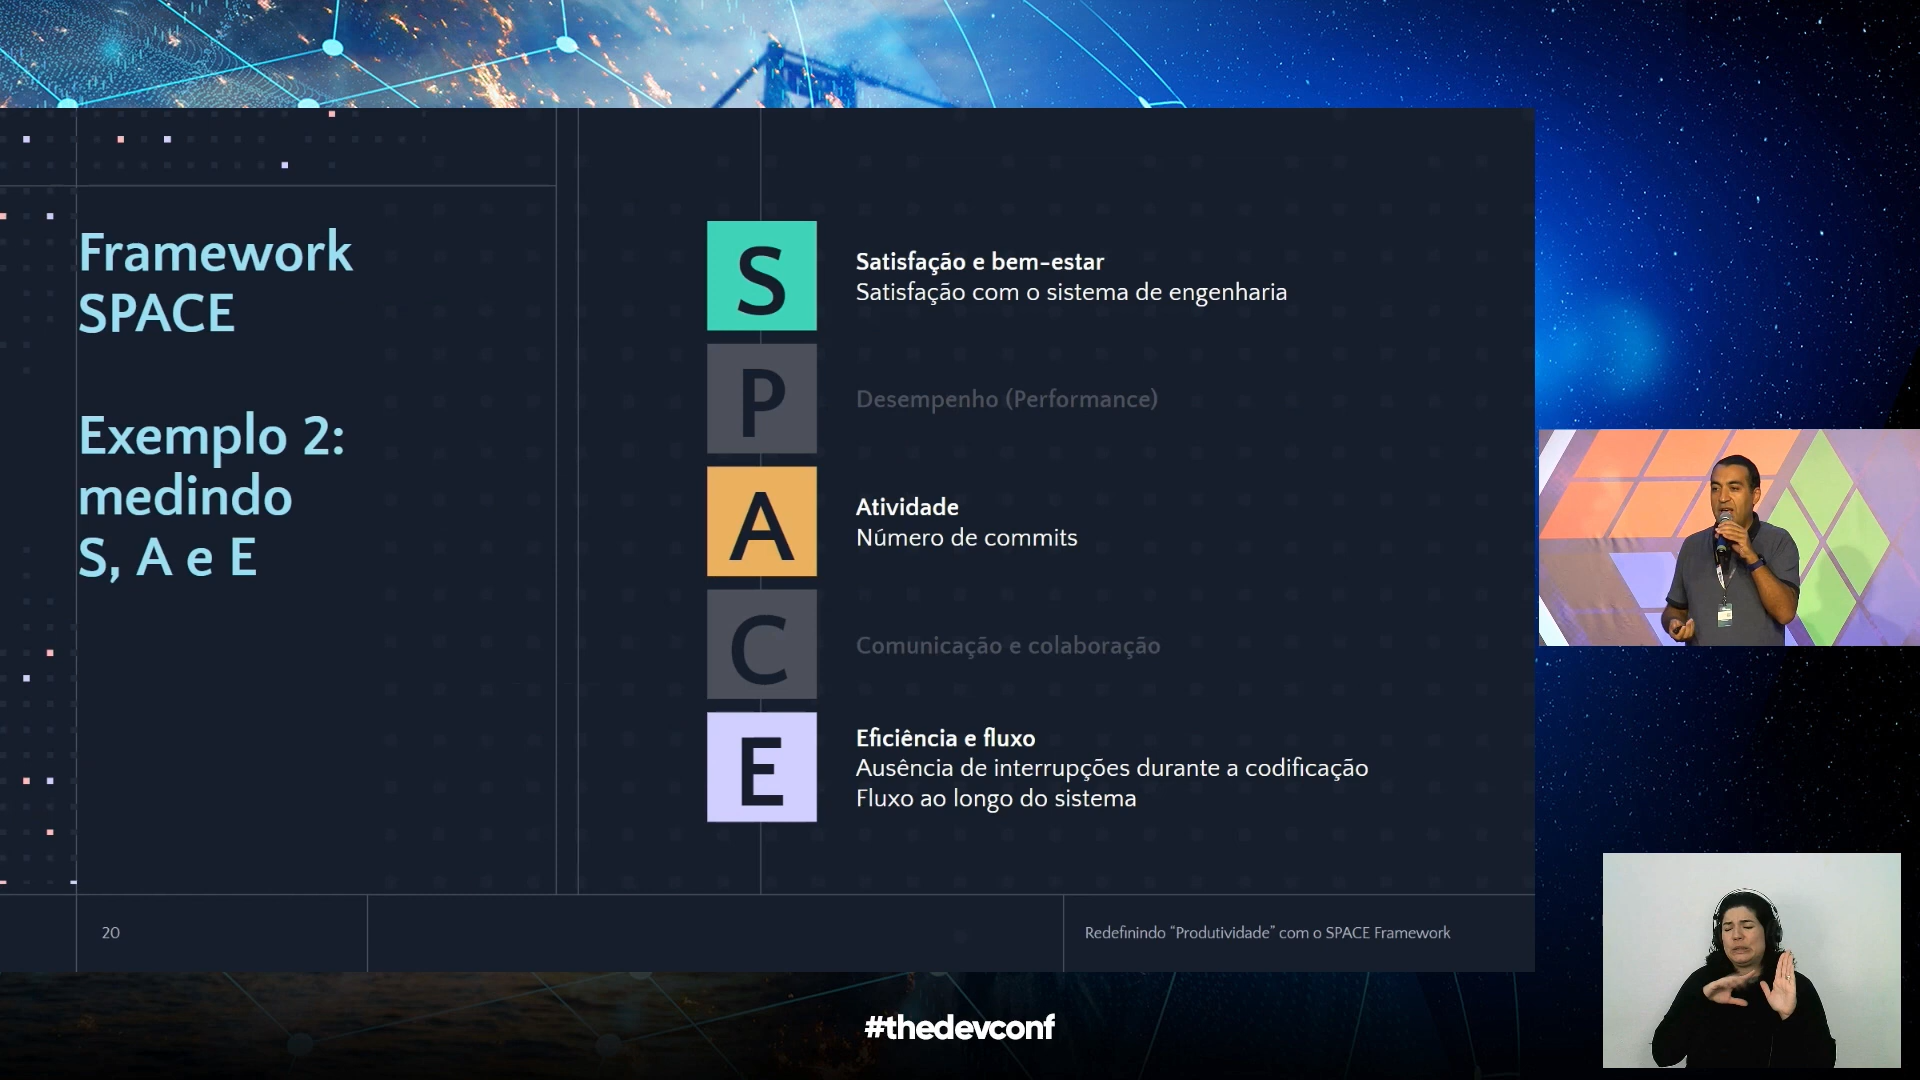 Framework
SPACE
Exemplo 2:
medindo
S, A e E
S
Satisfação e bem-estar
Satisfação com o sistema de engenharia
P
Desempenho (Performance)
A
Atividade
Número de commits
C
Comunicação e colaboração
E
Eficiência e fluxo
Ausência de interrupções durante a codificação
Fluxo ao longo do sistema
20
Redefinindo “Produtividade” com o SPACE Framework
#thedevconf